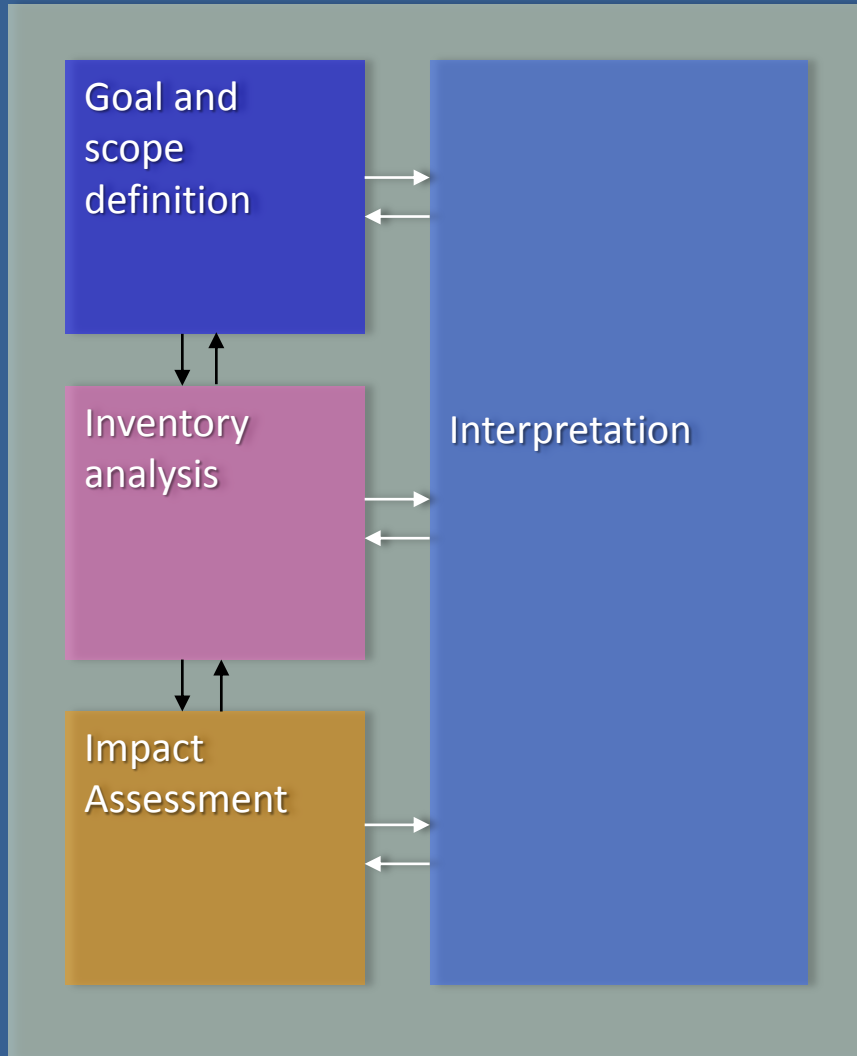 Goal and
scope
definition
Inventory
analysis
Interpretation
Impact
Assessment